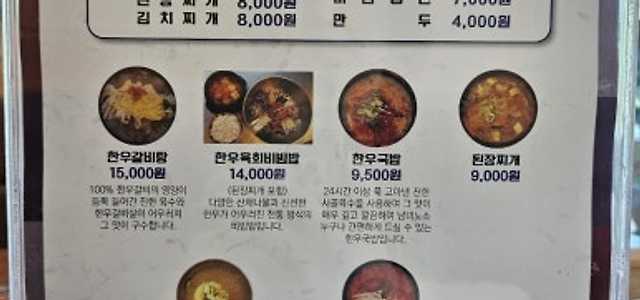 찌개 8,000원
7,000원
김치찌개 8,000원
만 두 4,000원
한우갈비탕
한우육회비빔밥
한우국밥
된장찌개
15,000원
14,000원
9,500원
9,000원
100% 한우갈비의 영양이
듬뿍 들어간 진한 육수와
한우갈비살이 어우러져
그 맛이 구수합니다.
(된장찌개 포함)
다양한 산채나물과 신선한
한우가 어우러진 전통 방식의
비빔밥입니다.
24시간 이상 푹 고아낸 진한
사골육수를 사용하여 그 맛이
매우 깊고 깔끔하며 남녀노소
누구나 간편하게 드실 수 있는
한우국밥입니다.